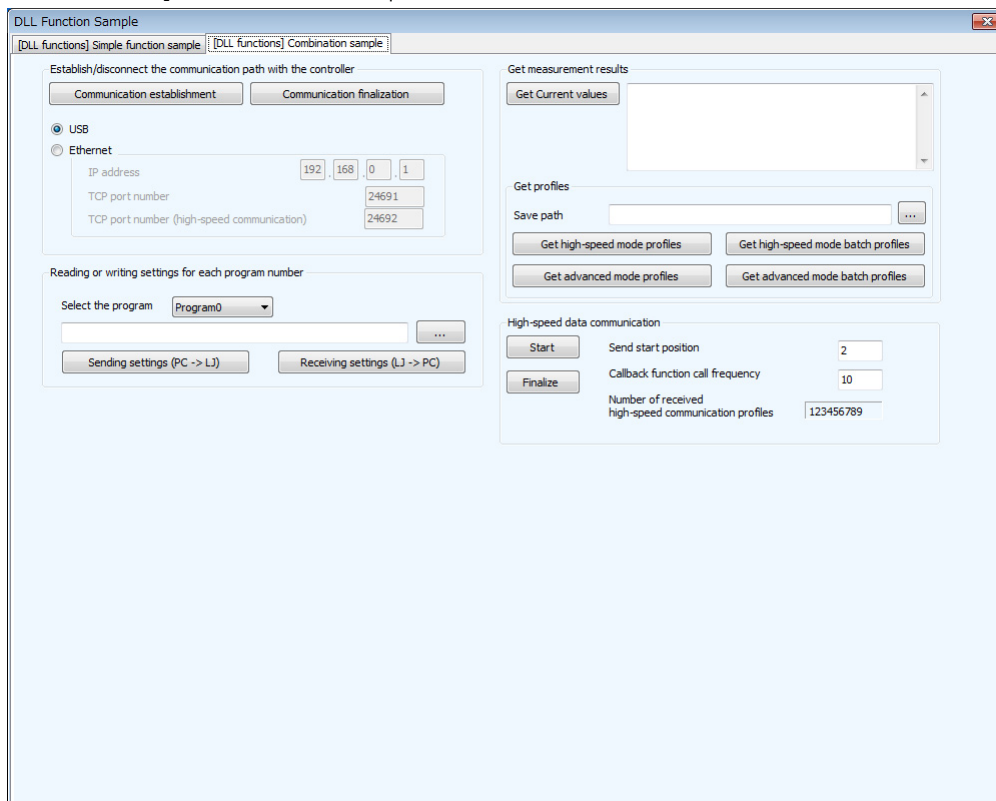 DLL Function Sample
[DLL functions] Simple function sample
[DLL functions] Combination sample
Establish/disconnect the communication path with the controller
Communication establishment
Communication finalization
USB
Ethernet
IP address
192 . 168 . 0 . 1
TCP port number
24691
TCP port number (high-speed communication)
24692
Reading or writing settings for each program number
Select the program
Program0
...
Sending settings (PC -> LJ)
Receiving settings (LJ -> PC)
Get measurement results
Get Current values
Get profiles
Save path
...
Get high-speed mode profiles
Get high-speed mode batch profiles
Get advanced mode profiles
Get advanced mode batch profiles
High-speed data communication
Start
Send start position
2
Finalize
Callback function call frequency
10
Number of received
high-speed communication profiles
123456789